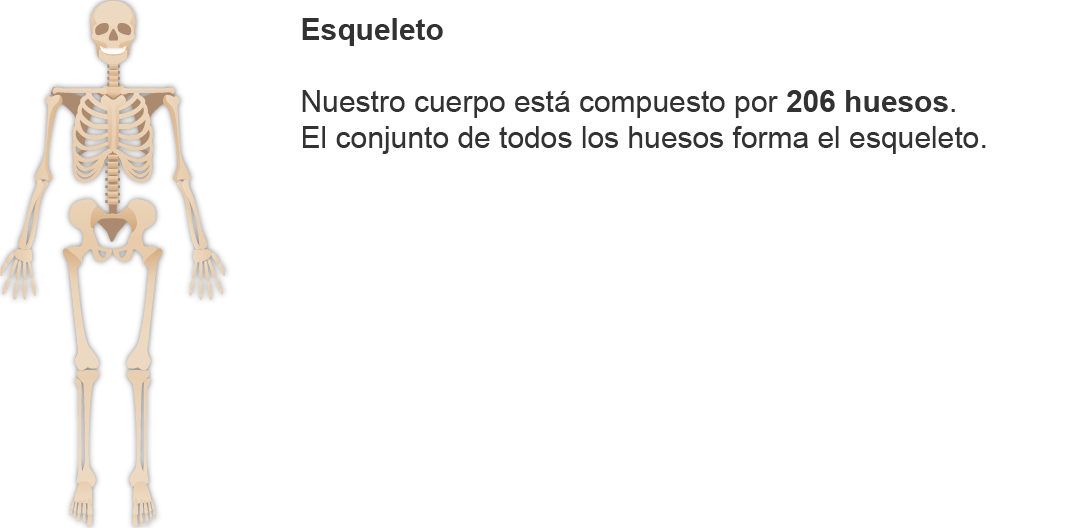 Esqueleto
Nuestro cuerpo está compuesto por 206 huesos.
El conjunto de todos los huesos forma el esqueleto.